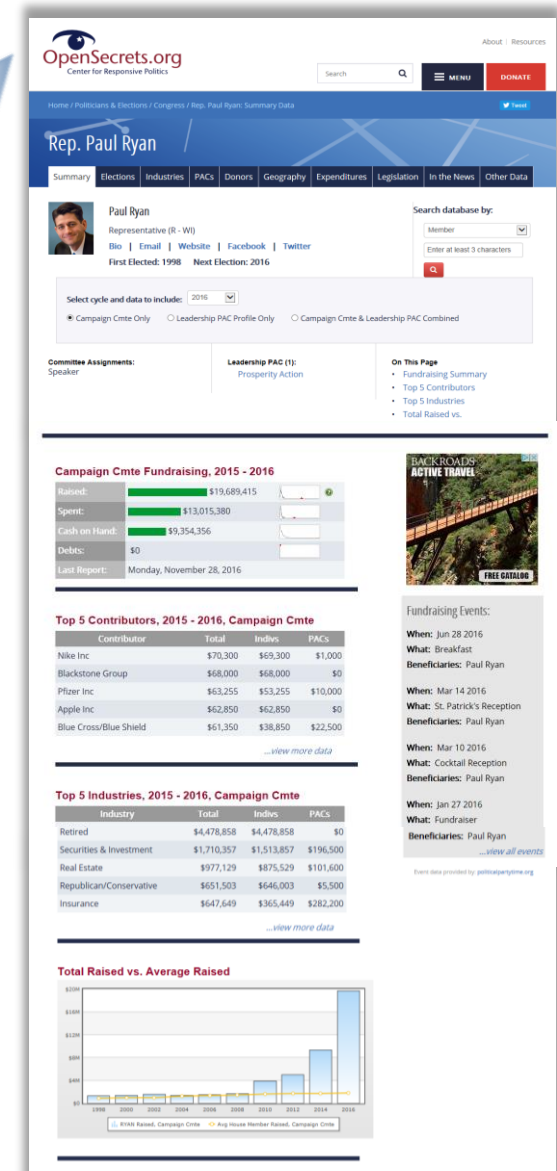 About | Resources
OpenSecrets.org
Center for Responsive Politics
Search
MENU
DONATE
Home / Politicians & Elections / Congress / Rep. Paul Ryan: Summary Data
Tweet
Rep. Paul Ryan
Summary Elections Industries PACs Donors Geography Expenditures Legislation In the News Other Data
Paul Ryan
Representative (R - WI)
Bio | Email | Website | Facebook | Twitter
First Elected: 1998 Next Election: 2016
Search database by:
Member
Enter at least 3 characters
Select cycle and data to include: 2016
Campaign Cmte Only Leadership PAC Profile Only Campaign Cmte & Leadership PAC Combined
Committee Assignments:
Speaker
Leadership PAC (1):
Prosperity Action
On This Page
• Fundraising Summary
• Top 5 Contributors
• Top 5 Industries
• Total Raised vs.
Campaign Cmte Fundraising, 2015 - 2016
Raised: $19,689,415
Spent: $13,015,380
Cash on Hand: $9,354,356
Debts: $0
Last Report: Monday, November 28, 2016
Top 5 Contributors, 2015 - 2016, Campaign Cmte
Contributor Total Indivs PACs
Nike Inc $70,300 $69,300 $1,000
Blackstone Group $68,000 $68,000 $0
Pfizer Inc $63,255 $53,255 $10,000
Apple Inc $62,850 $62,850 $0
Blue Cross/Blue Shield $61,350 $38,850 $22,500
...view more data
Top 5 Industries, 2015 - 2016, Campaign Cmte
Industry Total Indivs PACs
Retired $4,478,858 $4,478,858 $0
Securities & Investment $1,710,357 $1,513,857 $196,500
Real Estate $977,129 $875,529 $101,600
Republican/Conservative $651,503 $646,003 $5,500
Insurance $647,649 $365,449 $282,200
...view more data
Total Raised vs. Average Raised
$20M
$16M
$12M
$8M
$4M
$0
1998 2000 2002 2004 2006 2008 2010 2012 2014 2016
RYAN Raised, Campaign Cmte Avg House Member Raised, Campaign Cmte
BACKROADS
ACTIVE TRAVEL
FREE CATALOG
Fundraising Events:
When: Jun 28 2016
What: Breakfast
Beneficiaries: Paul Ryan
When: Mar 14 2016
What: St. Patrick's Reception
Beneficiaries: Paul Ryan
When: Mar 10 2016
What: Cocktail Reception
Beneficiaries: Paul Ryan
When: Jan 27 2016
What: Fundraiser
Beneficiaries: Paul Ryan
...view all events
Event data provided by: politicalpartytime.org